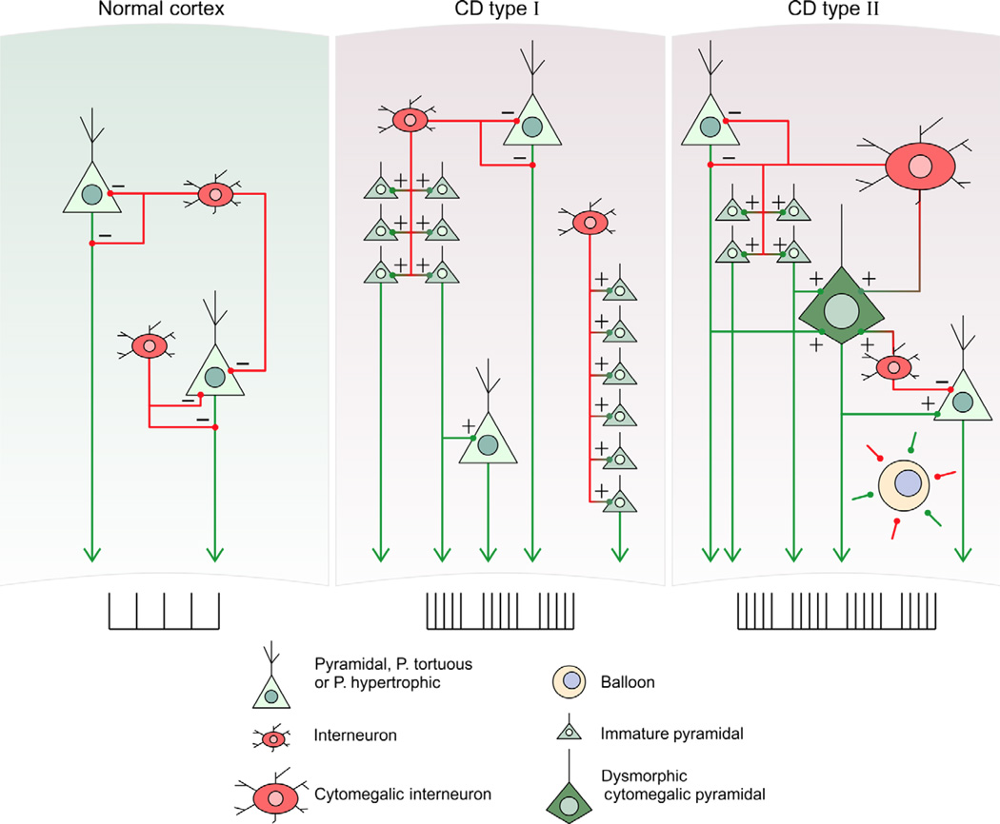 Normal cortex
CD type I
CD type II
Pyramidal, P. tortuous
or P. hypertrophic
Interneuron
Cytomegalic interneuron
Balloon
Immature pyramidal
Dysmorphic
cytomegalic pyramidal